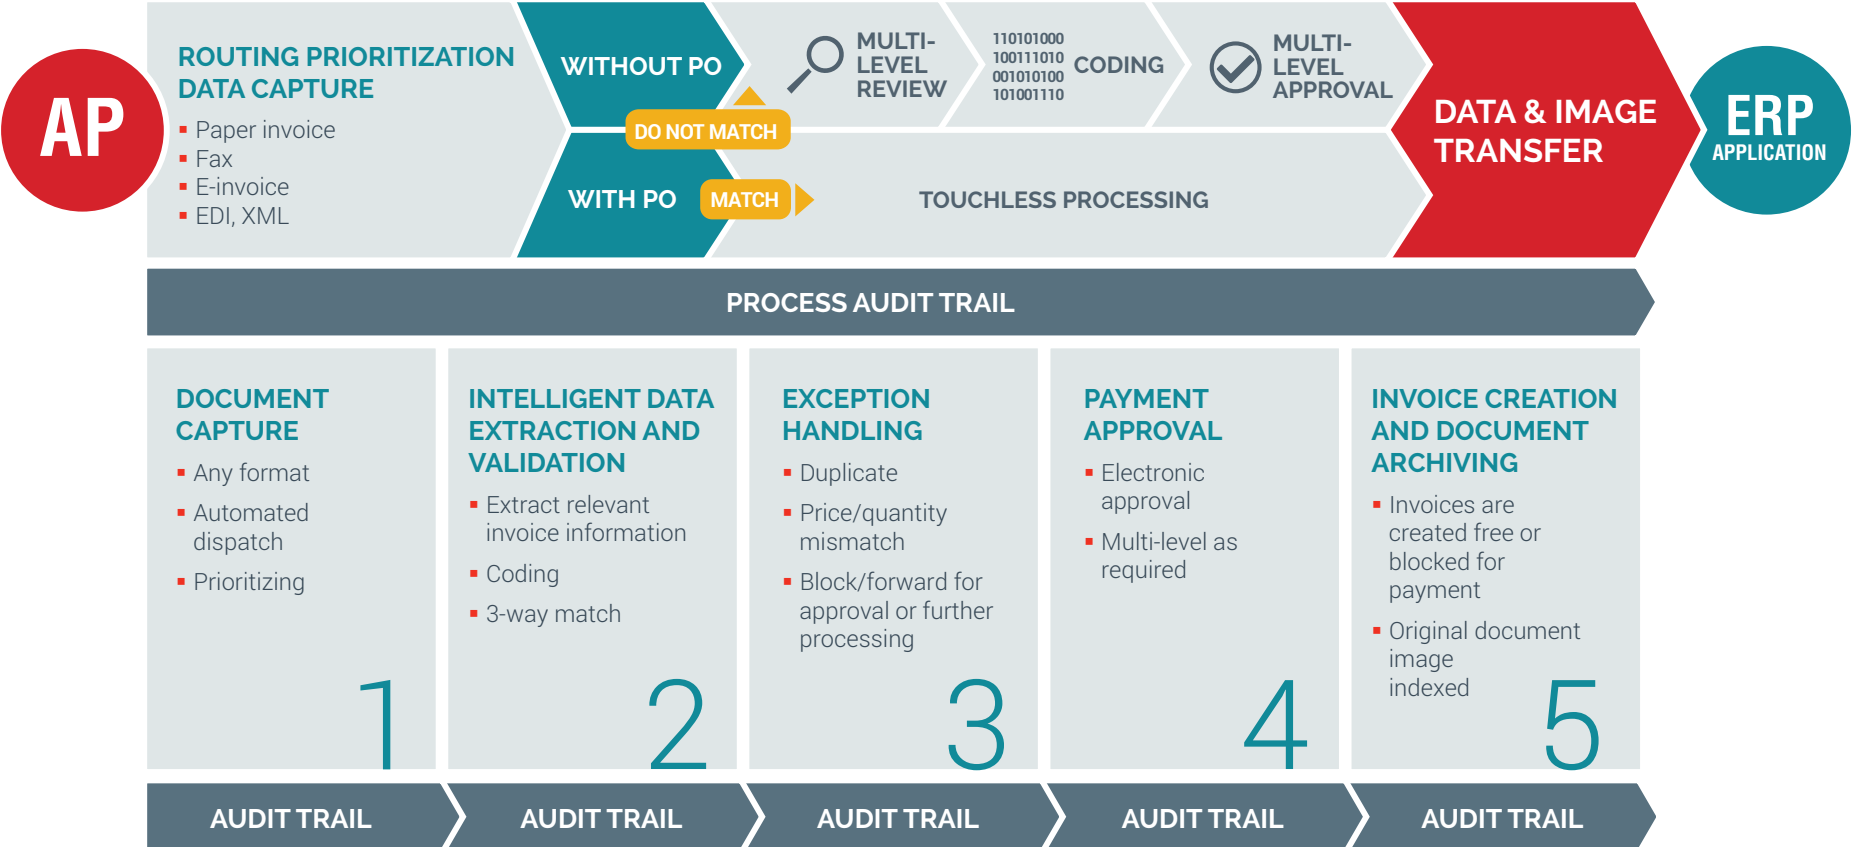 AP
ROUTING PRIORITIZATION
DATA CAPTURE
▪ Paper invoice
▪ Fax
▪ E-invoice
▪ EDI, XML
WITHOUT PO
DO NOT MATCH
WITH PO
MATCH
MULTI-
LEVEL
REVIEW
110101000
100111010
001010100
101001110
CODING
MULTI-
LEVEL
APPROVAL
TOUCHLESS PROCESSING
DATA & IMAGE
TRANSFER
ERP
APPLICATION
PROCESS AUDIT TRAIL
DOCUMENT
CAPTURE
▪ Any format
▪ Automated
dispatch
▪ Prioritizing
1
INTELLIGENT DATA
EXTRACTION AND
VALIDATION
▪ Extract relevant
invoice information
▪ Coding
▪ 3-way match
2
EXCEPTION
HANDLING
▪ Duplicate
▪ Price/quantity
mismatch
▪ Block/forward for
approval or further
processing
3
PAYMENT
APPROVAL
▪ Electronic
approval
▪ Multi-level as
required
4
INVOICE CREATION
AND DOCUMENT
ARCHIVING
▪ Invoices are
created free or
blocked for
payment
▪ Original document
image
indexed
5
AUDIT TRAIL
AUDIT TRAIL
AUDIT TRAIL
AUDIT TRAIL
AUDIT TRAIL